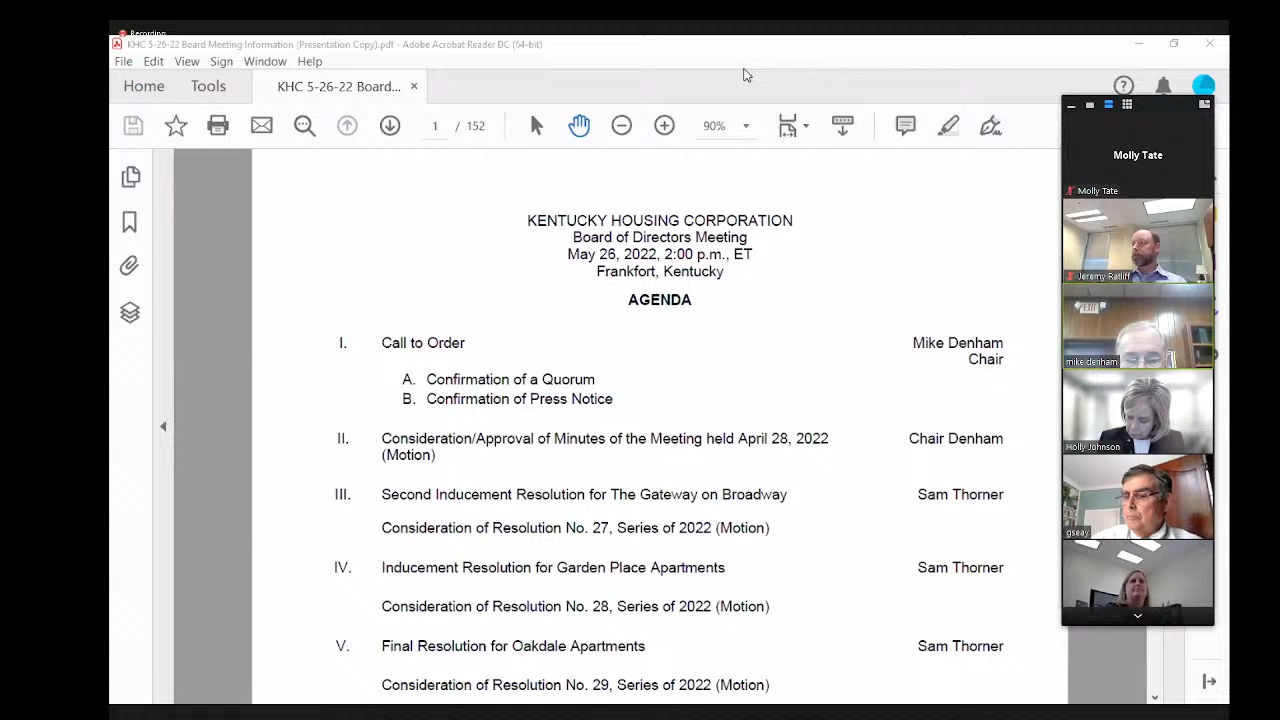 Recording
KHC 5-26-22 Board Meeting Information (Presentation Copy).pdf - Adobe Acrobat Reader DC (64-bit)
File Edit View Sign Window Help
Home Tools KHC 5-26-22 Board... ×
1 / 152 90%
KENTUCKY HOUSING CORPORATION
Board of Directors Meeting
May 26, 2022, 2:00 p.m., ET
Frankfort, Kentucky
AGENDA
I. Call to Order Mike Denham
Chair
A. Confirmation of a Quorum
B. Confirmation of Press Notice
II. Consideration/Approval of Minutes of the Meeting held April 28, 2022 Chair Denham
(Motion)
III. Second Inducement Resolution for The Gateway on Broadway Sam Thorner
Consideration of Resolution No. 27, Series of 2022 (Motion)
IV. Inducement Resolution for Garden Place Apartments Sam Thorner
Consideration of Resolution No. 28, Series of 2022 (Motion)
V. Final Resolution for Oakdale Apartments Sam Thorner
Consideration of Resolution No. 29, Series of 2022 (Motion)
Molly Tate
Molly Tate
Jeremy Ratliff
EXIT
mike denham
Holly Johnson
gseay